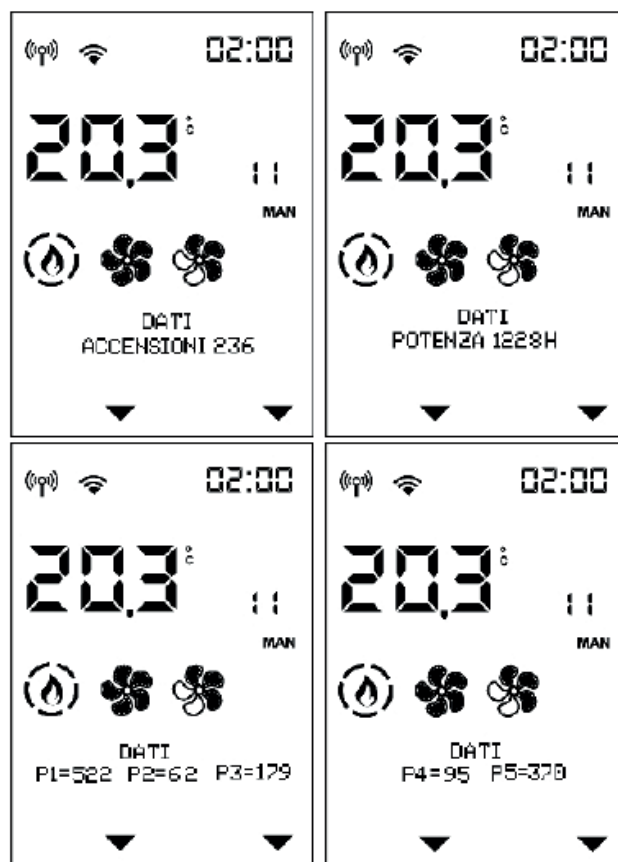 02:00
20,3 °C
11
MAN
DATI
ACCENSIONI 236
02:00
20,3 °C
11
MAN
DATI
POTENZA 1228H
02:00
20,3 °C
11
MAN
DATI
P1=522 P2=62 P3=179
02:00
20,3 °C
11
MAN
DATI
P4=95 P5=370